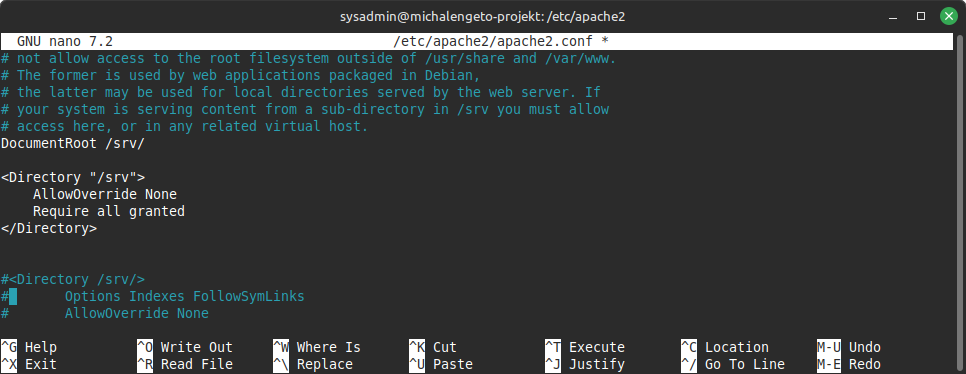 sysadmin@michalengeto-projekt: /etc/apache2
GNU nano 7.2 /etc/apache2/apache2.conf *
# not allow access to the root filesystem outside of /usr/share and /var/www.
# The former is used by web applications packaged in Debian,
# the latter may be used for local directories served by the web server. If
# your system is serving content from a sub-directory in /srv you must allow
# access here, or in any related virtual host.
DocumentRoot /srv/
<Directory "/srv">
    AllowOverride None
    Require all granted
</Directory>
#<Directory /srv/>
#       Options Indexes FollowSymLinks
#       AllowOverride None
^G Help ^O Write Out ^W Where Is ^K Cut ^T Execute ^C Location M-U Undo
^X Exit ^R Read File ^\ Replace ^U Paste ^J Justify ^/ Go To Line M-E Redo